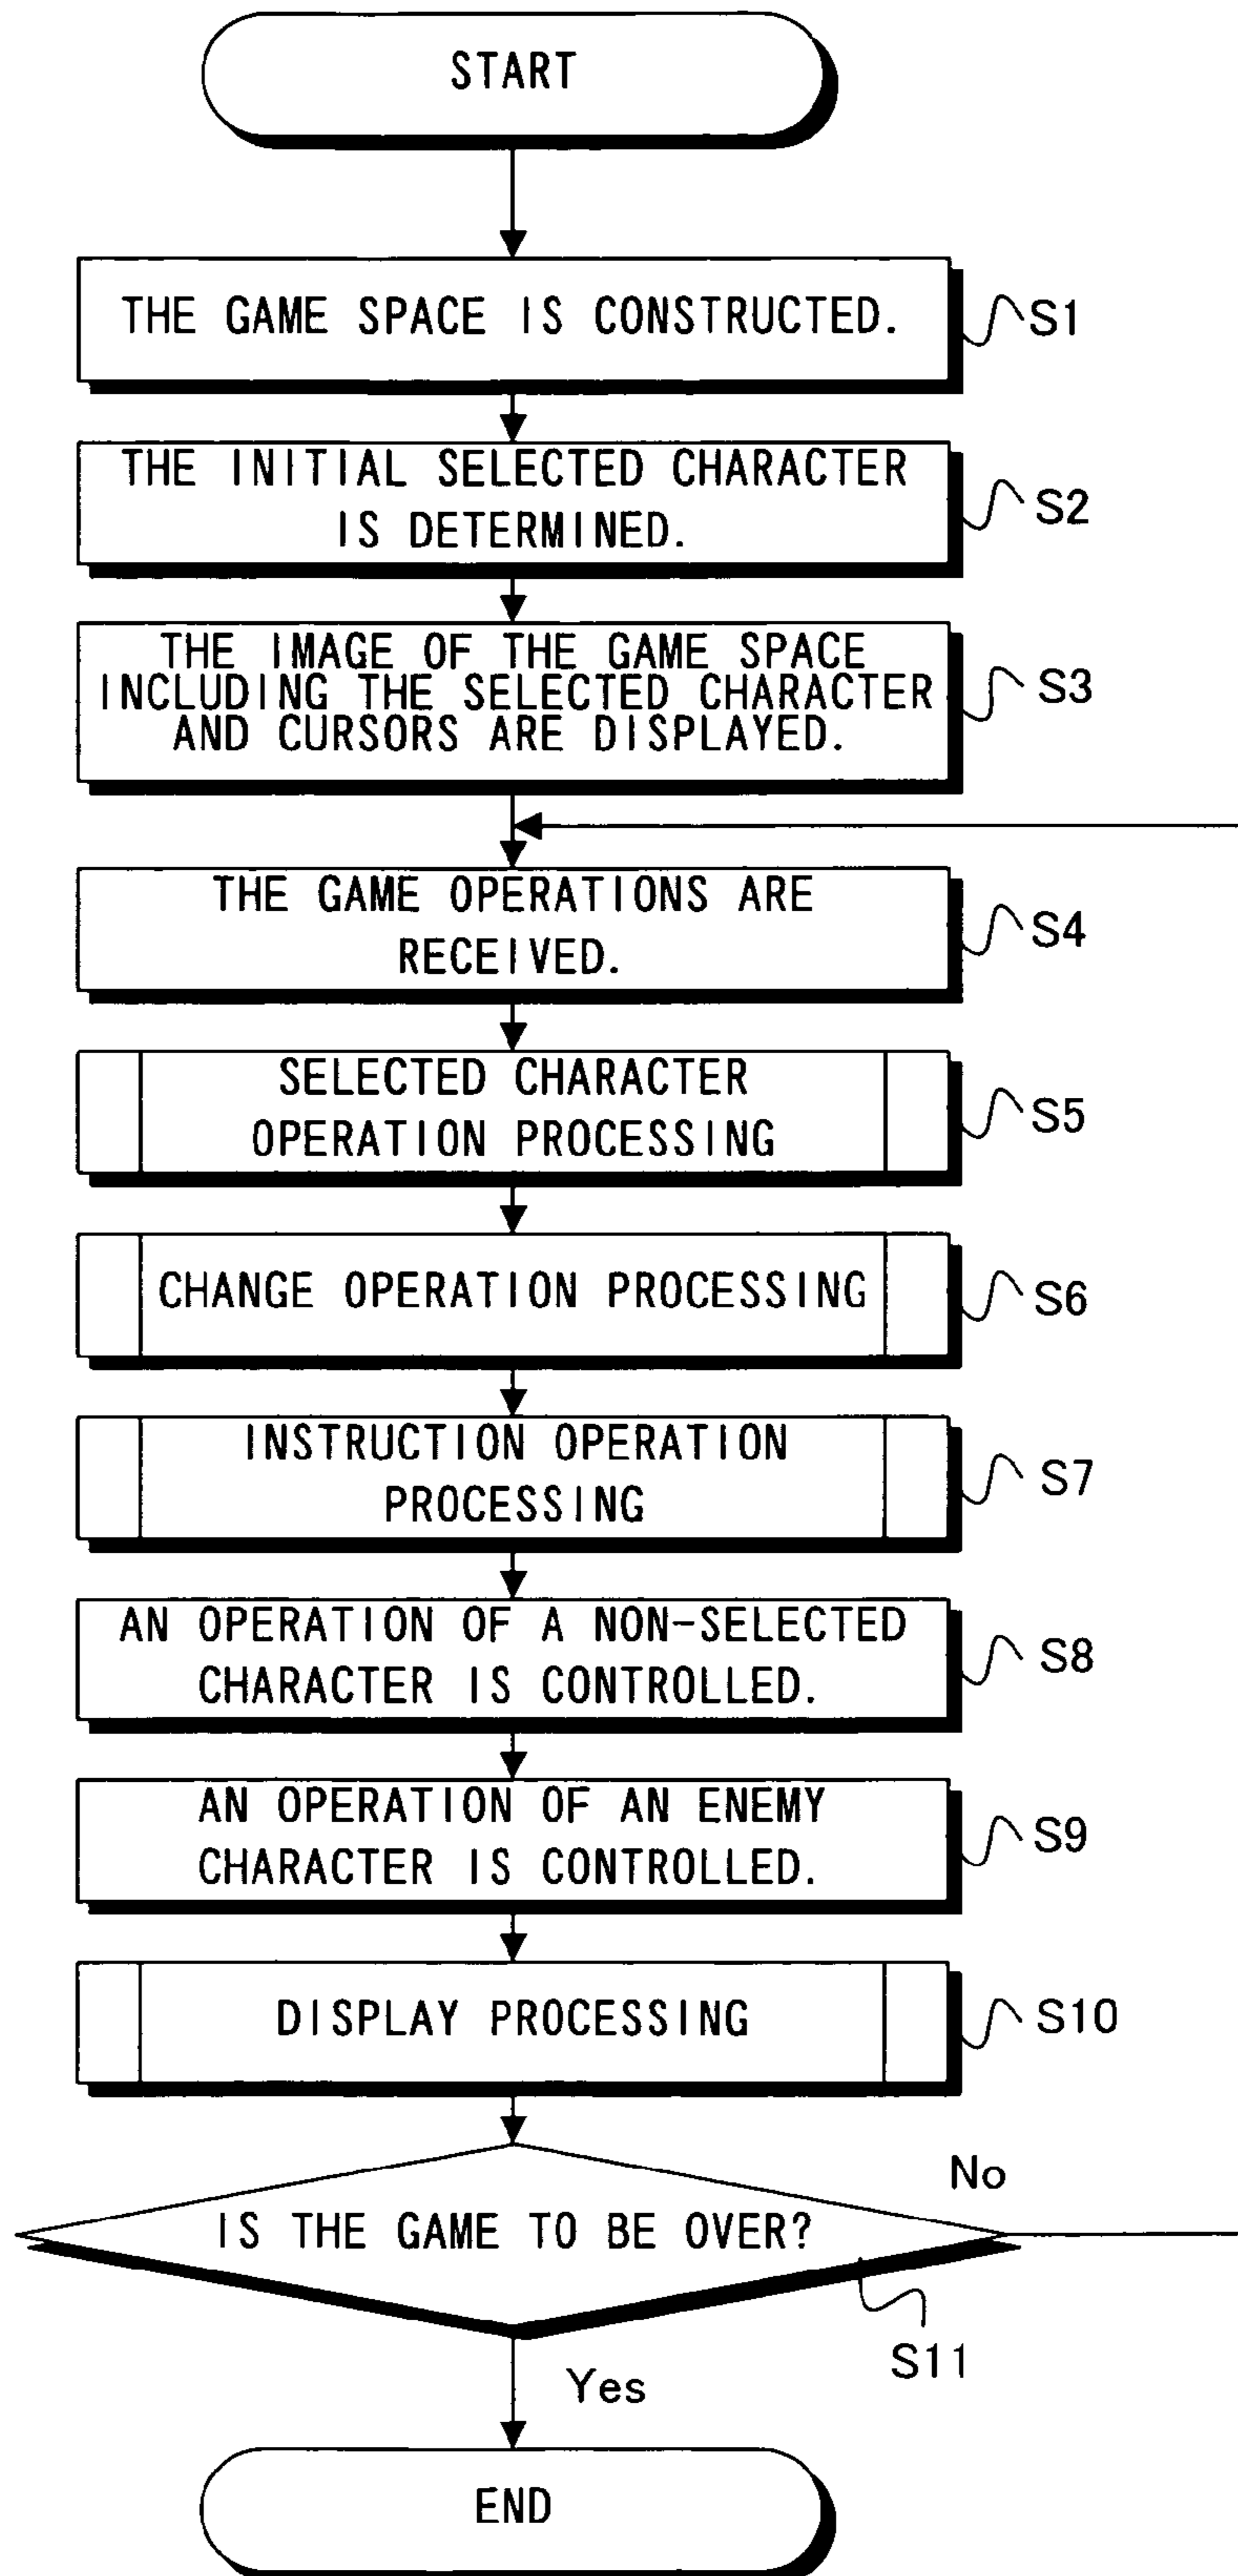 START
THE GAME SPACE IS CONSTRUCTED.
S1
THE INITIAL SELECTED CHARACTER
IS DETERMINED.
S2
THE IMAGE OF THE GAME SPACE
INCLUDING THE SELECTED CHARACTER
AND CURSORS ARE DISPLAYED.
S3
THE GAME OPERATIONS ARE
RECEIVED.
S4
SELECTED CHARACTER
OPERATION PROCESSING
S5
CHANGE OPERATION PROCESSING
S6
INSTRUCTION OPERATION
PROCESSING
S7
AN OPERATION OF A NON-SELECTED
CHARACTER IS CONTROLLED.
S8
AN OPERATION OF AN ENEMY
CHARACTER IS CONTROLLED.
S9
DISPLAY PROCESSING
S10
No
IS THE GAME TO BE OVER?
S11
Yes
END